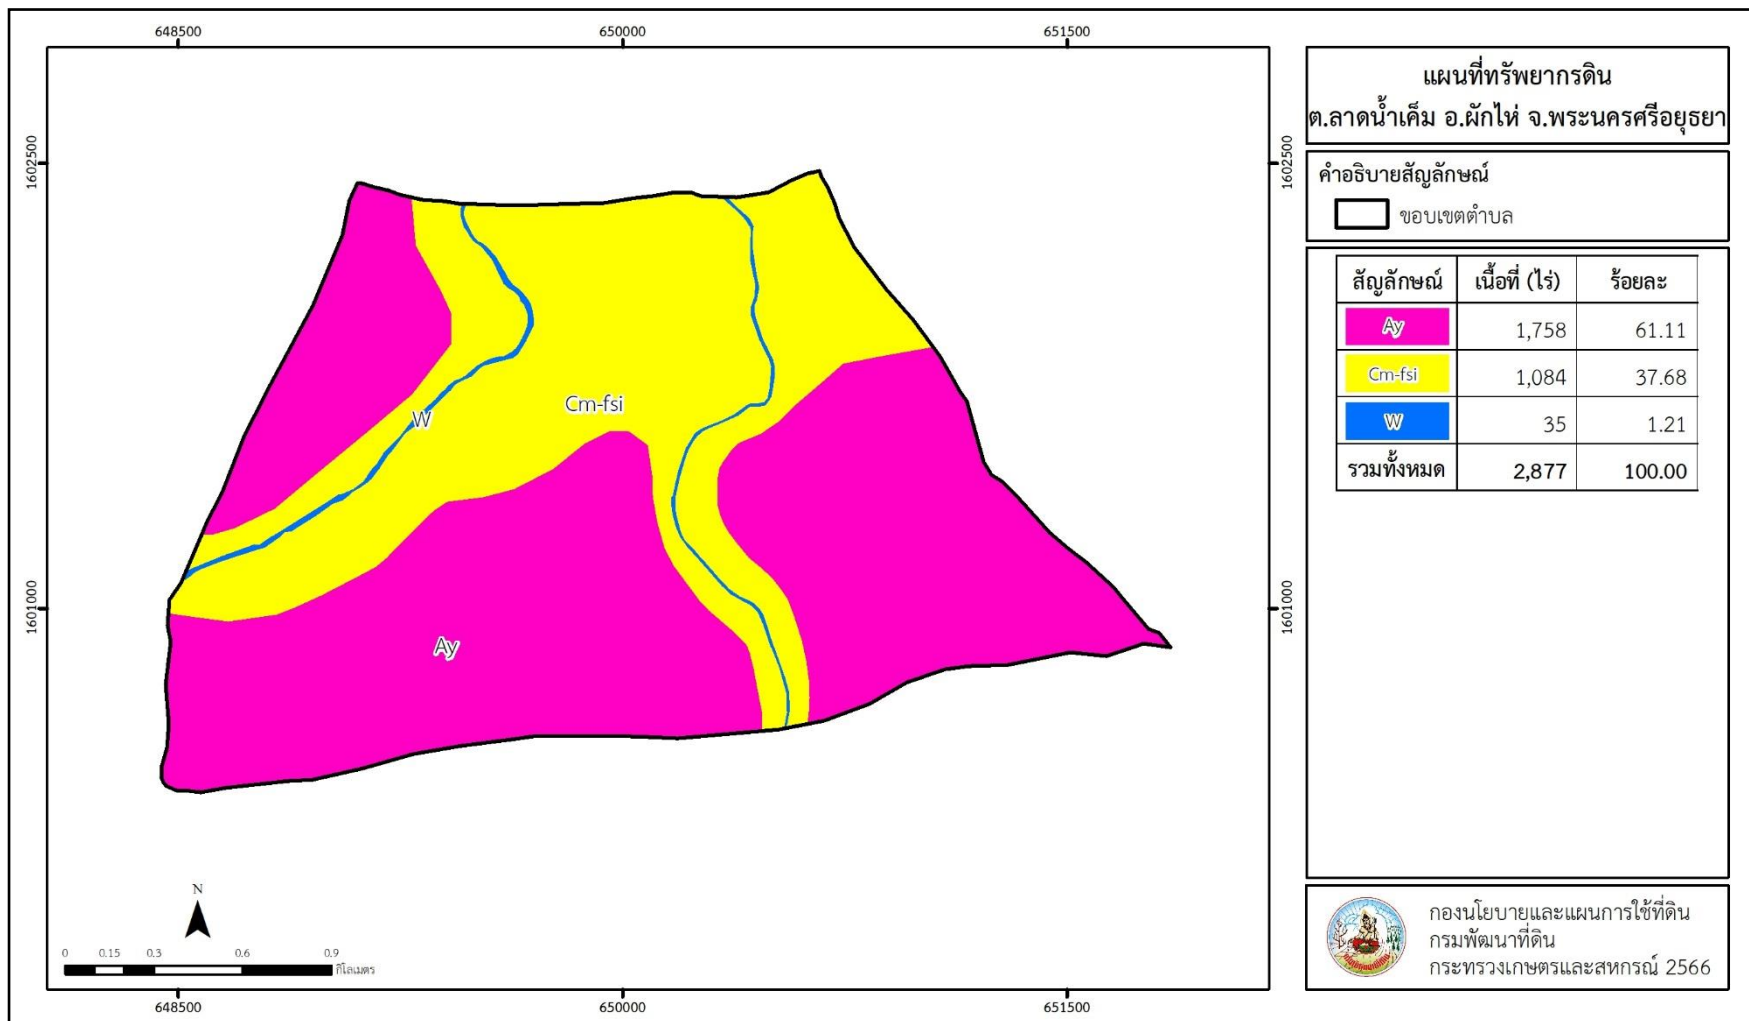 648500 650000 651500
1602500 1602500
1601000 1601000
W
Cm-fsi
Ay
N
0 0.15 0.3 0.6 0.9
กิโลเมตร
648500 650000 651500
แผนที่ทรัพยากรดิน
ต.ลาดน้ำเค็ม อ.ผักไห่ จ.พระนครศรีอยุธยา
คำอธิบายสัญลักษณ์
ขอบเขตตำบล
สัญลักษณ์ เนื้อที่ (ไร่) ร้อยละ
Ay 1,758 61.11
Cm-fsi 1,084 37.68
W 35 1.21
รวมทั้งหมด 2,877 100.00
กองนโยบายและแผนการใช้ที่ดิน
กรมพัฒนาที่ดิน
กระทรวงเกษตรและสหกรณ์ 2566